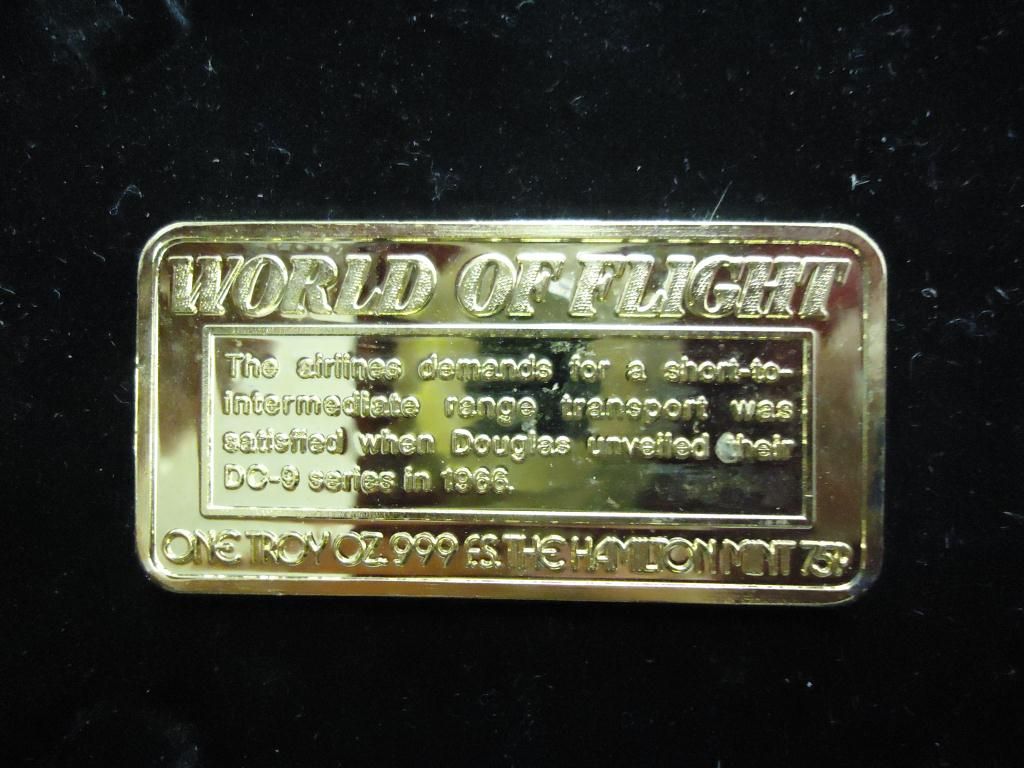 WORLD OF FLIGHT
The airlines demands for a short-to-
intermediate range transport was
satisfied when Douglas unveiled their
DC-9 series in 1966.
ONE TROY OZ. 999 F.S. THE HAMILTON MINT 75P